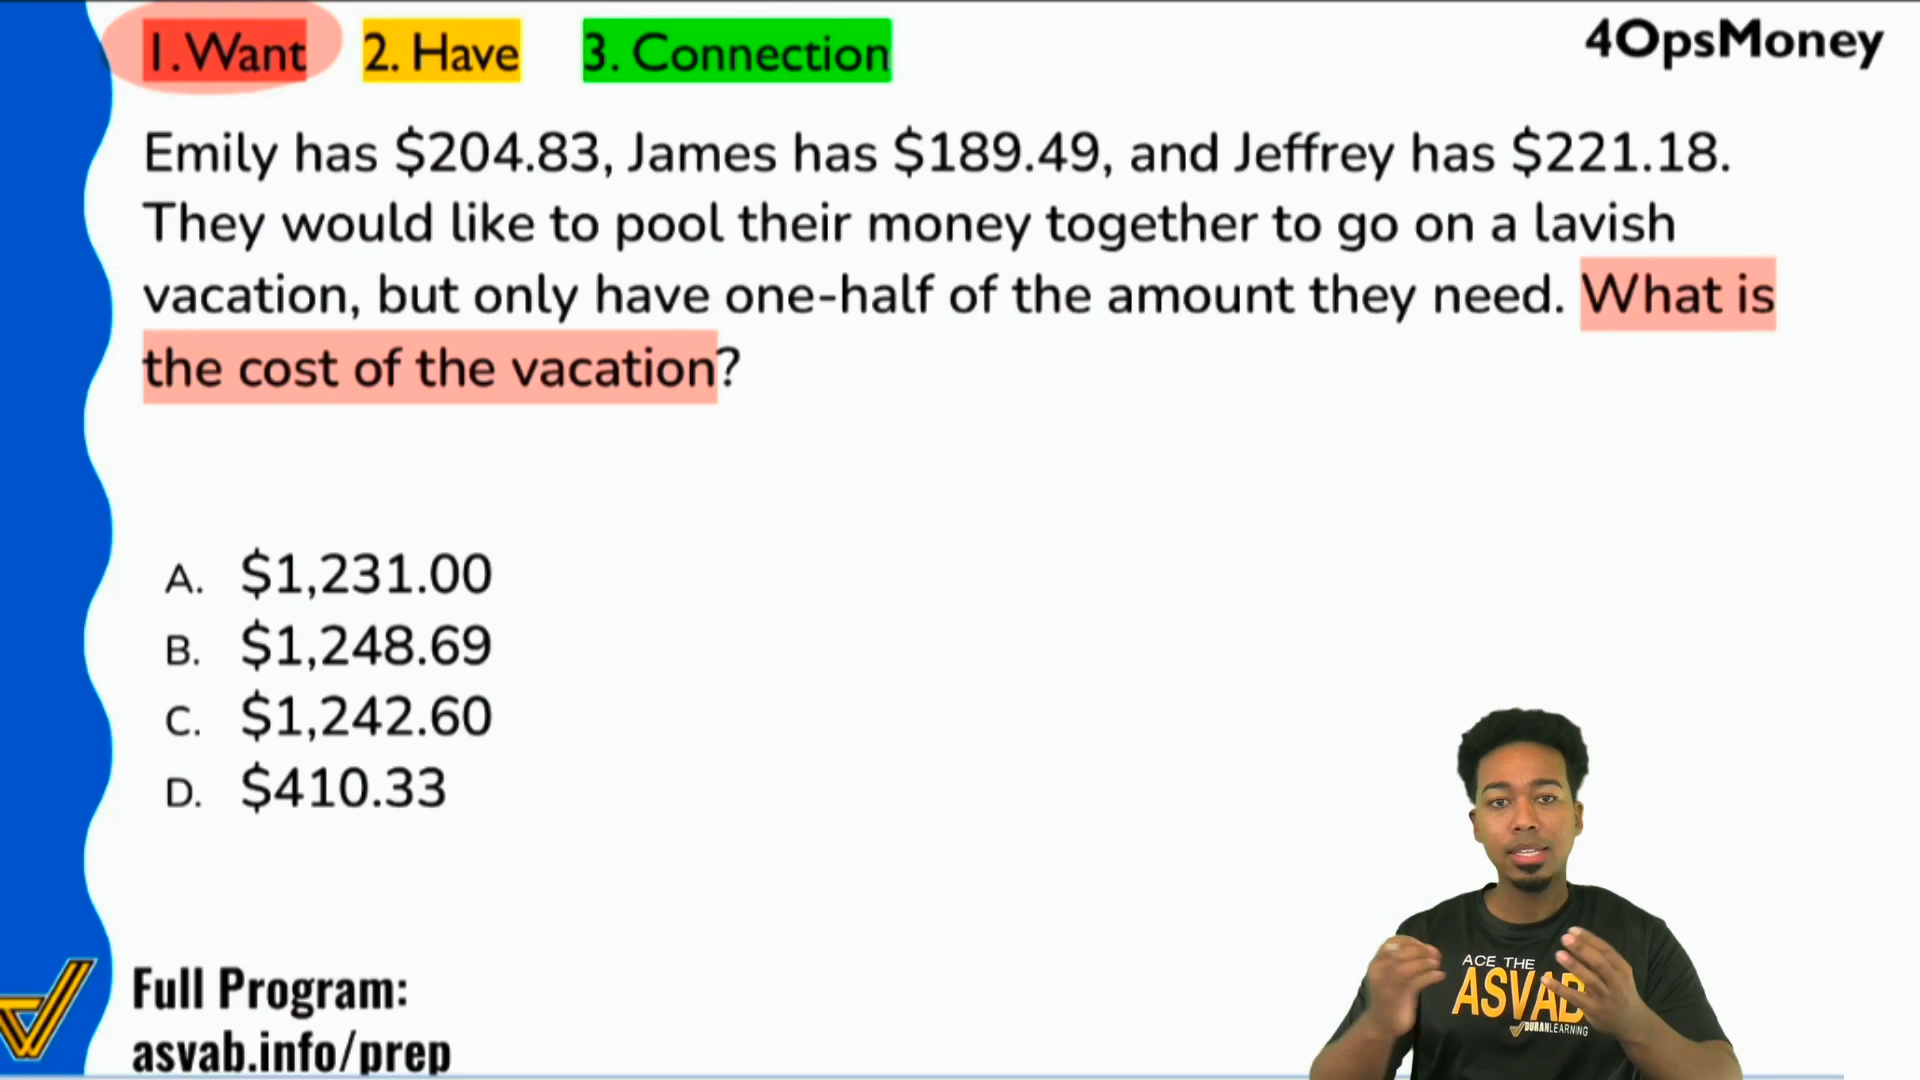 1.Want 2. Have 3. Connection 4OpsMoney
Emily has $204.83, James has $189.49, and Jeffrey has $221.18.
They would like to pool their money together to go on a lavish
vacation, but only have one-half of the amount they need. What is
the cost of the vacation?
A. $1,231.00
B. $1,248.69
C. $1,242.60
D. $410.33
Full Program:
asvab.info/prep
ACE THE
ASVAB
DURANLEARNING